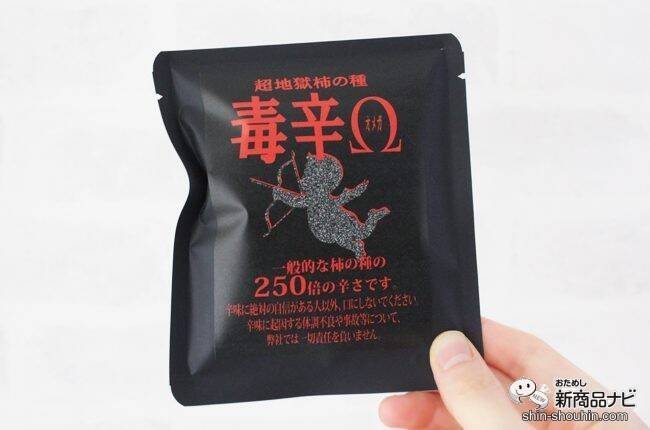 超地獄柿の種
毒辛Ω
オメガ
一般的な柿の種の
250倍の辛さです。
辛味に絶対の自信がある人以外、口にしないでください。
辛味に起因する体調不良や事故等について、
弊社では一切責任を負いません。
おためし
新商品ナビ
NEW
shin-shouhin.com